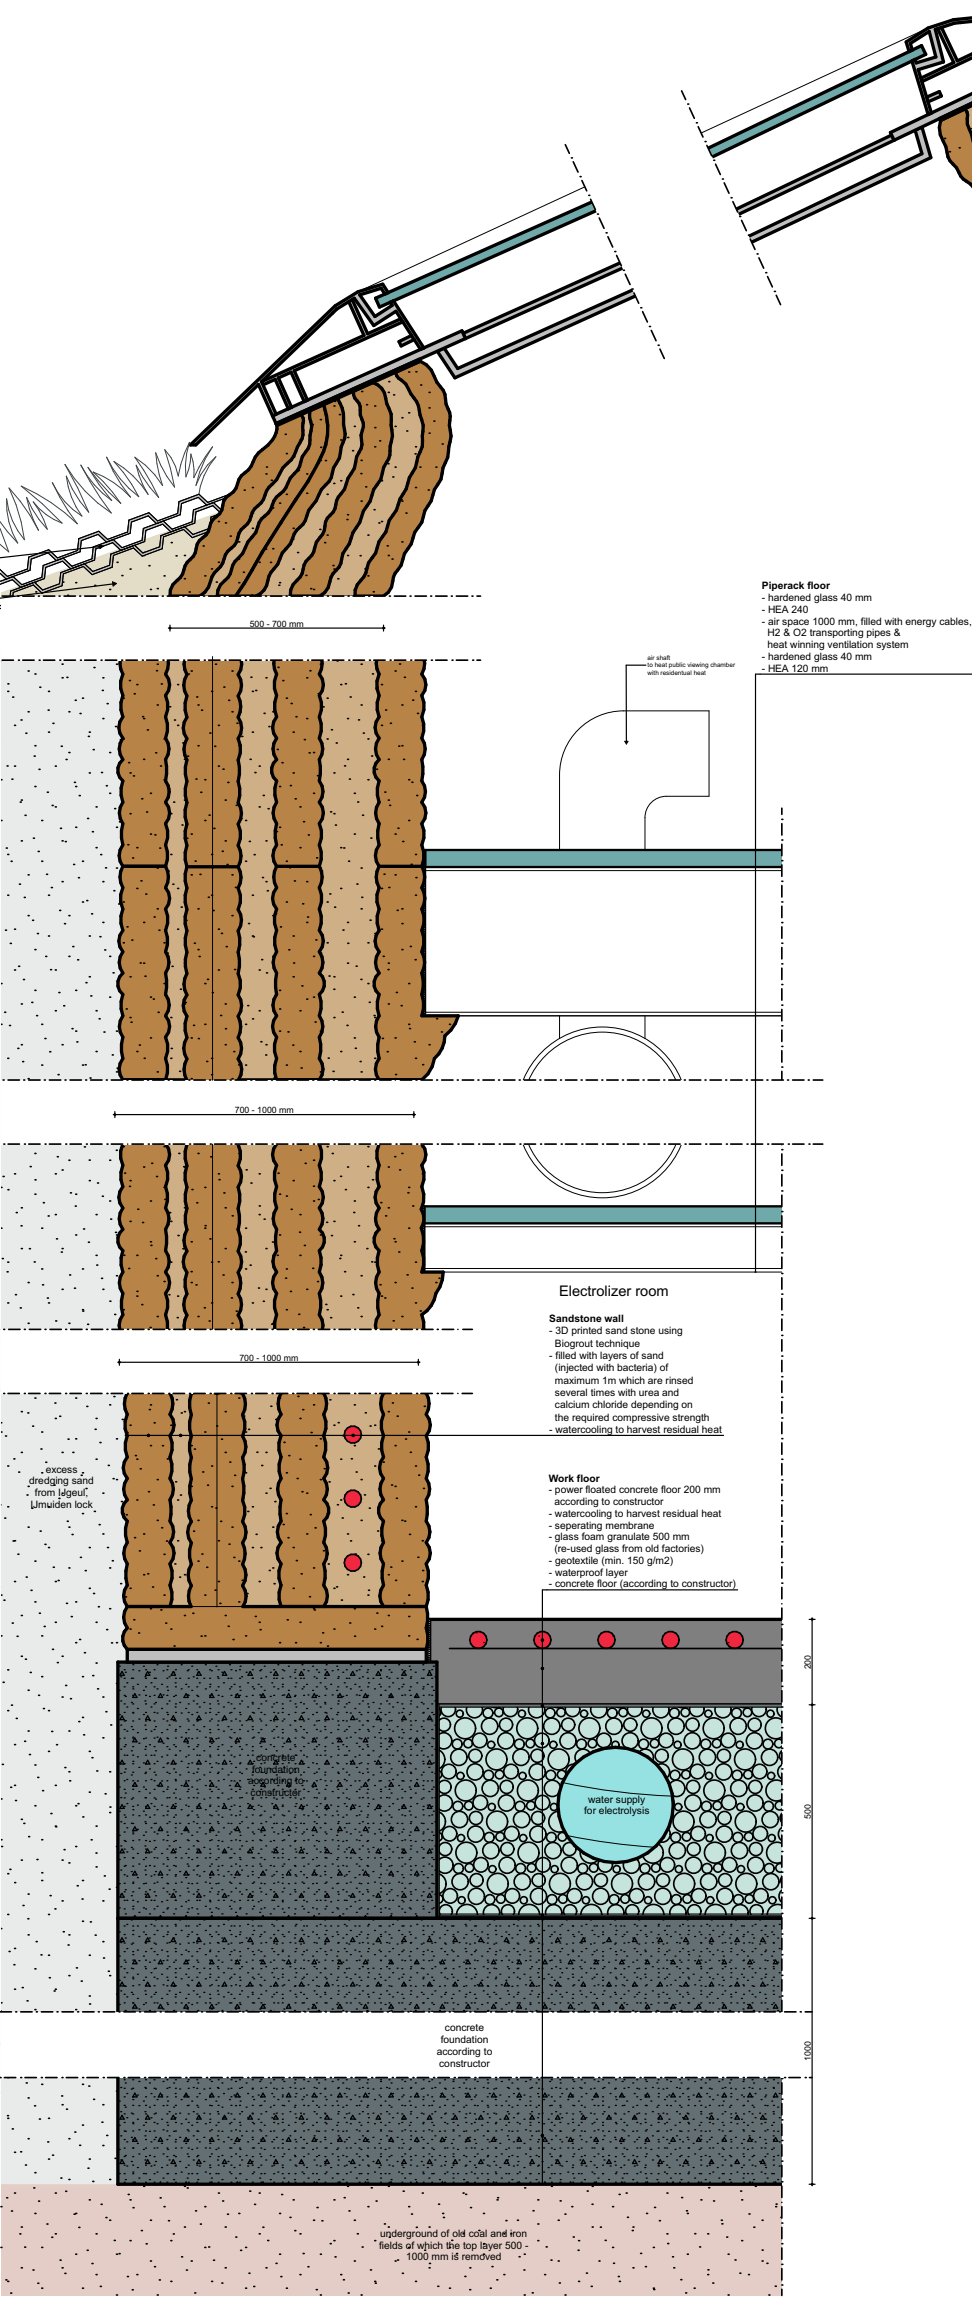 Piperack floor
- hardened glass 40 mm
- HEA 240
- air space 1000 mm, filled with energy cables,
H2 & O2 transporting pipes &
heat winning ventilation system
- hardened glass 40 mm
- HEA 120 mm
500 - 700 mm
air shaft
to heat public viewing chamber
with residentual heat
700 - 1000 mm
Electrolizer room
Sandstone wall
- 3D printed sand stone using
Biogrout technique
- filled with layers of sand
(injected with bacteria) of
maximum 1m which are rinsed
several times with urea and
calcium chloride depending on
the required compressive strength
- watercooling to harvest residual heat
700 - 1000 mm
excess
dredging sand
from IJgeul,
IJmuiden lock
Work floor
- power floated concrete floor 200 mm
according to constructor
- watercooling to harvest residual heat
- seperating membrane
- glass foam granulate 500 mm
(re-used glass from old factories)
- geotextile (min. 150 g/m2)
- waterproof layer
- concrete floor (according to constructor)
200
concrete
foundation
according to
constructer
water supply
for electrolysis
500
concrete
foundation
according to
constructor
1000
underground of old coal and iron
fields of which the top layer 500 -
1000 mm is removed